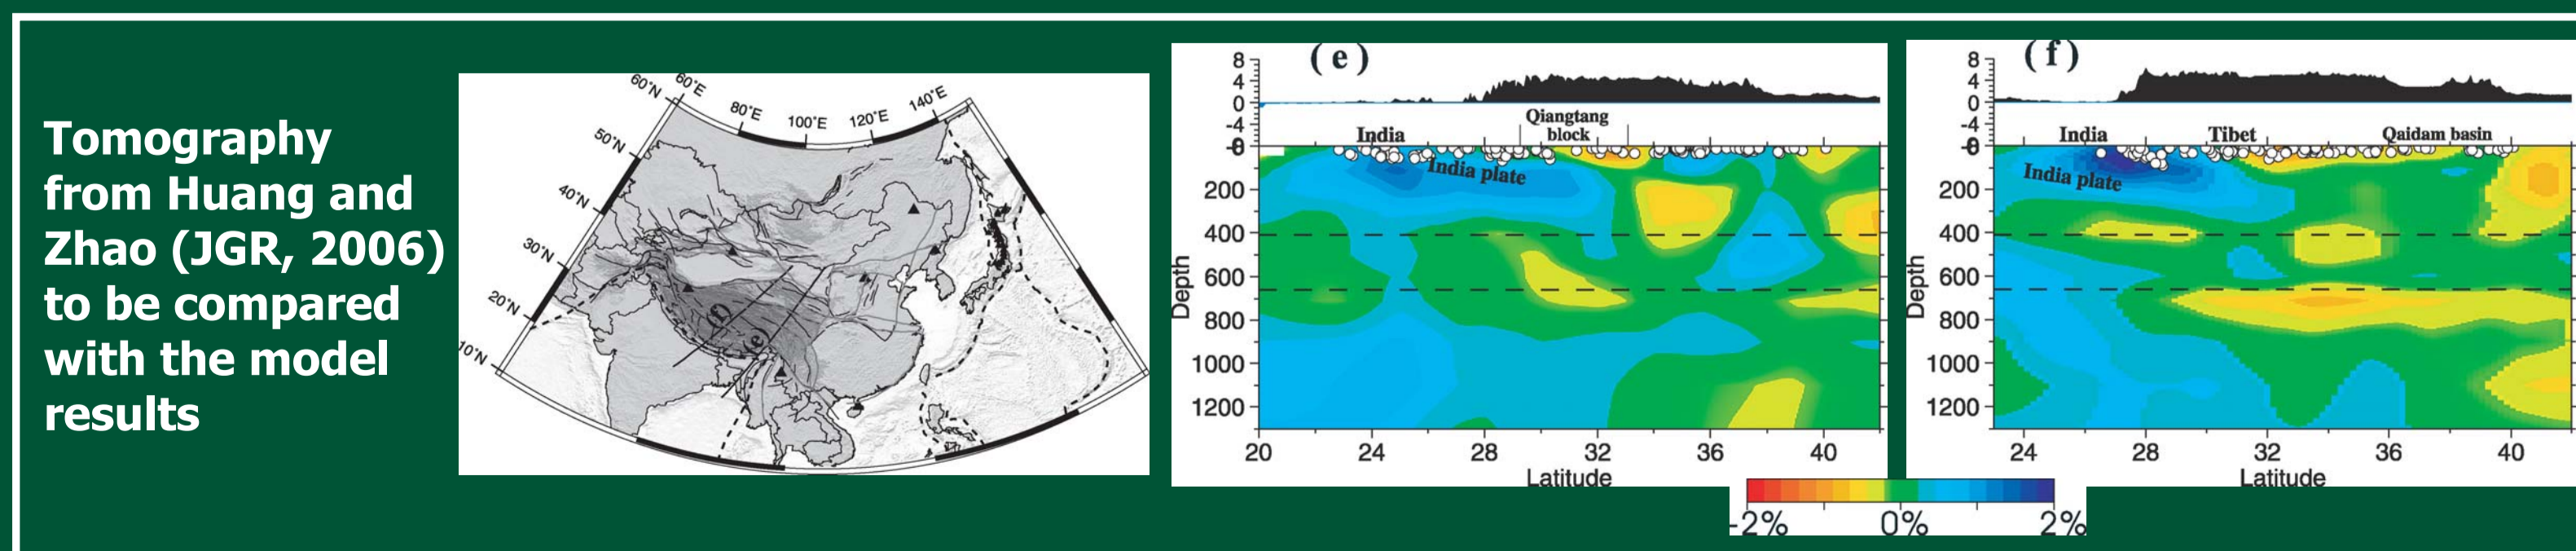 Tomography
from Huang and
Zhao (JGR, 2006)
to be compared
with the model
results
60°N
60°E
80°E
100°E
120°E
140°E
50°N
40°N
30°N
20°N
10°N
(f)
(e)
(e)
8
4
0
-4
Qiangtang
India
block
India plate
200
400
600
800
1000
1200
Depth
20
24
28
32
36
40
Latitude
(f)
8
4
0
-4
India
Tibet
Qaidam basin
India plate
200
400
600
800
1000
1200
Depth
24
28
32
36
40
Latitude
-2%
0%
2%